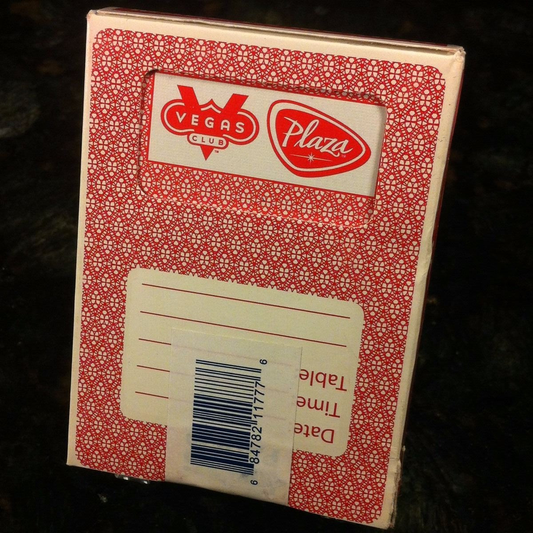 VEGAS
CLUB
Plaza
Date
Time
Table
6 84782 11777 6